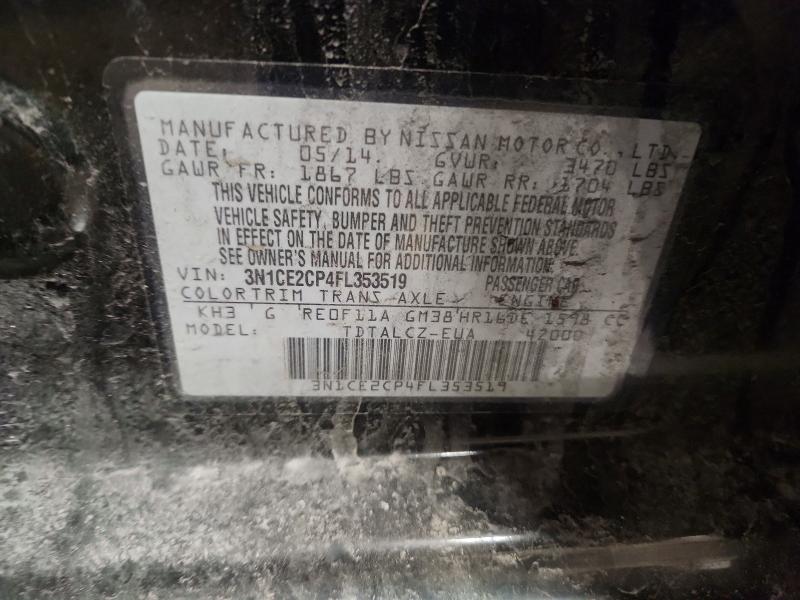 MANUFACTURED BY NISSAN MOTOR CO., LTD.
DATE: 05/14 GVWR: 3470 LBS
GAWR FR: 1867 LBS GAWR RR: 1704 LBS
THIS VEHICLE CONFORMS TO ALL APPLICABLE FEDERAL MOTOR
VEHICLE SAFETY, BUMPER AND THEFT PREVENTION STANDARDS
IN EFFECT ON THE DATE OF MANUFACTURE SHOWN ABOVE.
SEE OWNER'S MANUAL FOR ADDITIONAL INFORMATION.
VIN: 3N1CE2CP4FL353519 PASSENGER CAR
COLOR TRIM TRANS AXLE ENGINE
KH3 G RE0F11A GM38 HR16DE 1598 CC
MODEL: TDTALCZ-EUA 42000
3N1CE2CP4FL353519